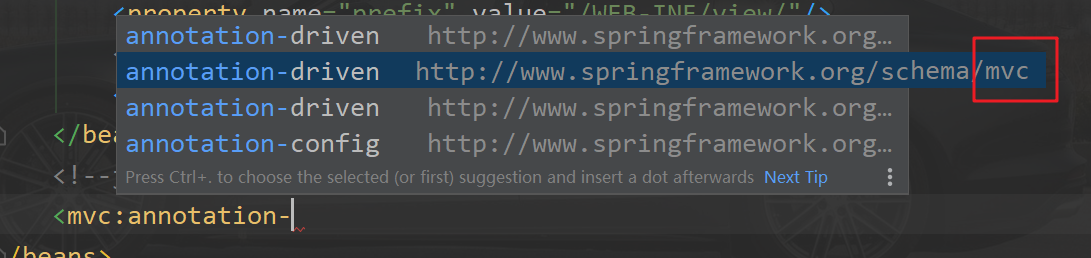 <property name="prefix" value="/WEB-INF/view/"/>
annotation-driven http://www.springframework.org…
annotation-driven http://www.springframework.org/schema/mvc
annotation-driven http://www.springframework.org…
annotation-config http://www.springframework.org…
</bea
Press Ctrl+. to choose the selected (or first) suggestion and insert a dot afterwards Next Tip
<!--
<mvc:annotation-
/beans>